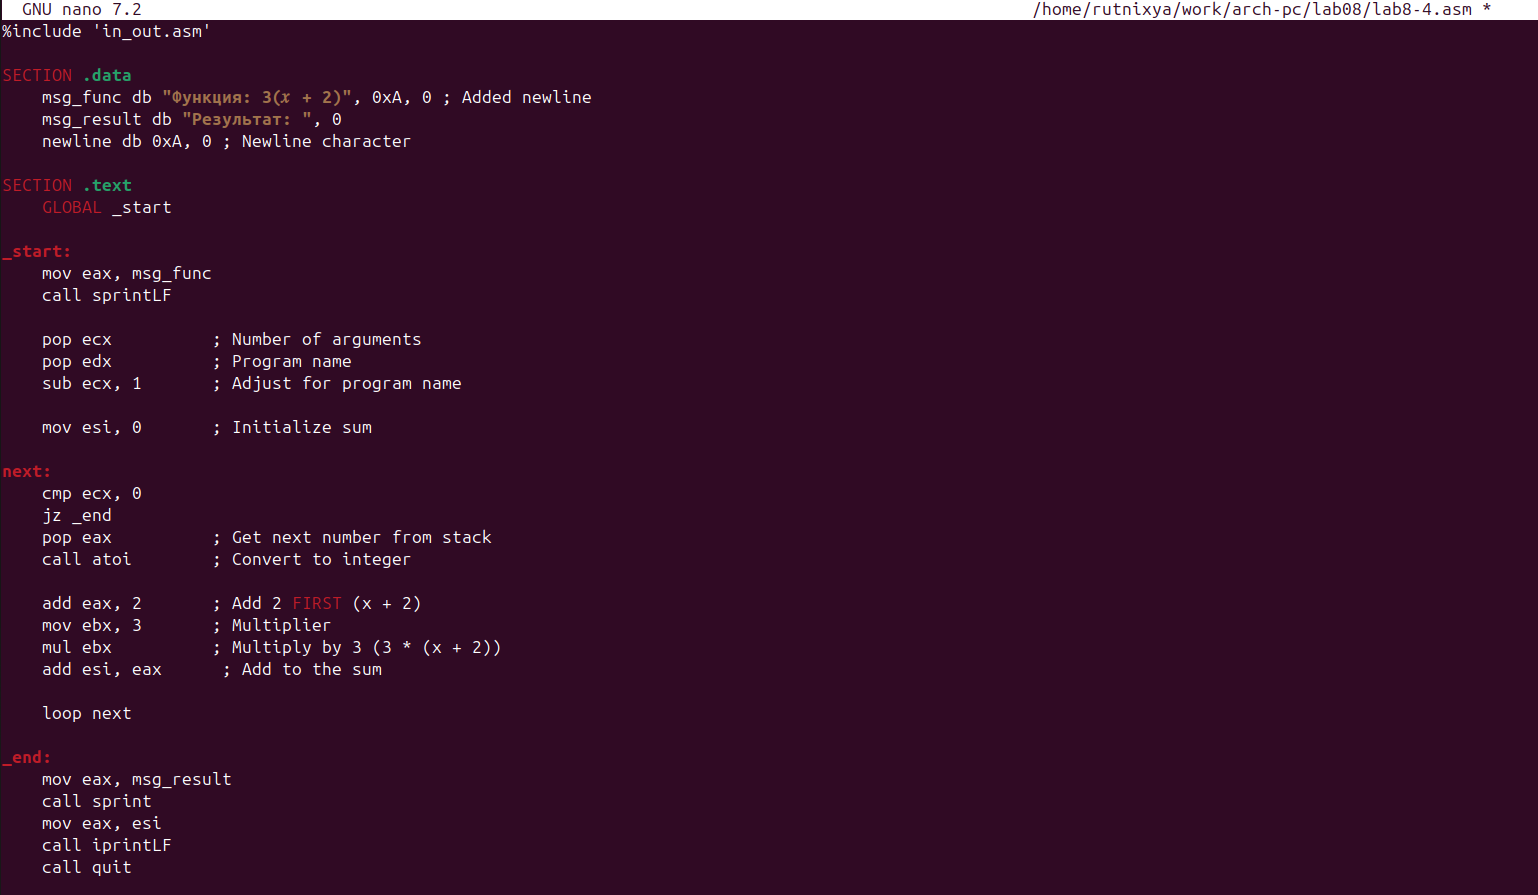 GNU nano 7.2 /home/rutnixya/work/arch-pc/lab08/lab8-4.asm *
%include 'in_out.asm'
SECTION .data
msg_func db "Функция: 3(𝑥 + 2)", 0xA, 0 ; Added newline
msg_result db "Результат: ", 0
newline db 0xA, 0 ; Newline character
SECTION .text
GLOBAL _start
_start:
mov eax, msg_func
call sprintLF
pop ecx ; Number of arguments
pop edx ; Program name
sub ecx, 1 ; Adjust for program name
mov esi, 0 ; Initialize sum
next:
cmp ecx, 0
jz _end
pop eax ; Get next number from stack
call atoi ; Convert to integer
add eax, 2 ; Add 2 FIRST (x + 2)
mov ebx, 3 ; Multiplier
mul ebx ; Multiply by 3 (3 * (x + 2))
add esi, eax ; Add to the sum
loop next
_end:
mov eax, msg_result
call sprint
mov eax, esi
call iprintLF
call quit